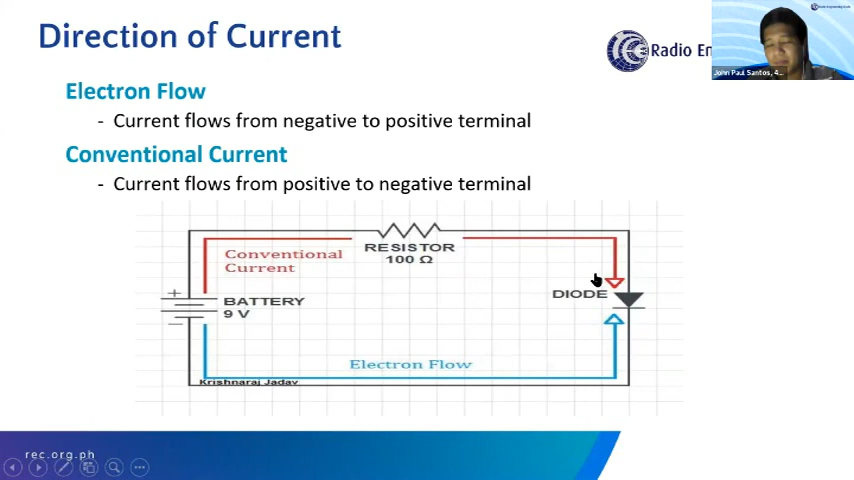 Direction of Current
Radio En
John Paul Santos, 4...
Electron Flow
- Current flows from negative to positive terminal
Conventional Current
- Current flows from positive to negative terminal
RESISTOR
100 Ω
Conventional
Current
+
BATTERY
9 V
−
DIODE
Electron Flow
Krishnaraj Jadav
rec.org.ph